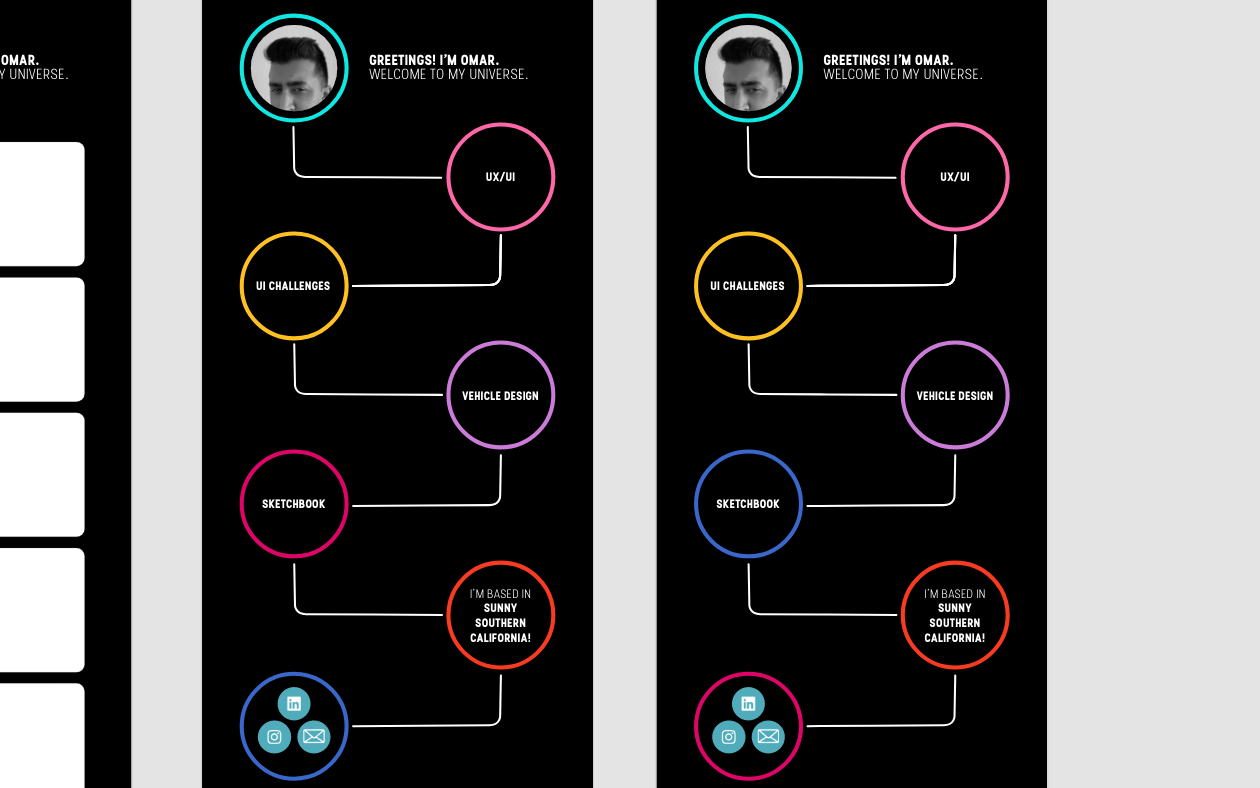 OMAR.
Y UNIVERSE.
GREETINGS! I'M OMAR.
WELCOME TO MY UNIVERSE.
UX/UI
UI CHALLENGES
VEHICLE DESIGN
SKETCHBOOK
I'M BASED IN
SUNNY
SOUTHERN
CALIFORNIA!
in
GREETINGS! I'M OMAR.
WELCOME TO MY UNIVERSE.
UX/UI
UI CHALLENGES
VEHICLE DESIGN
SKETCHBOOK
I'M BASED IN
SUNNY
SOUTHERN
CALIFORNIA!
in